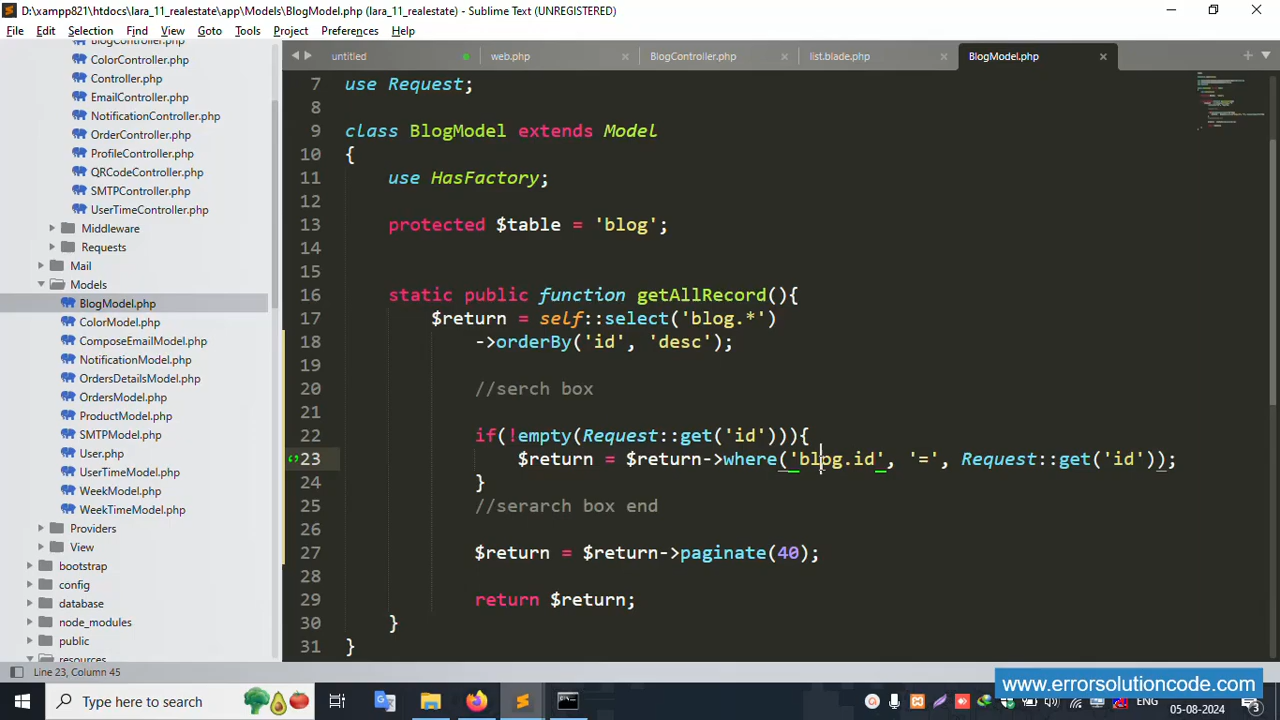 D:\xampp821\htdocs\lara_11_realestate\app\Models\BlogModel.php (lara_11_realestate) - Sublime Text (UNREGISTERED)
File Edit Selection Find View Goto Tools Project Preferences Help
BlogController.php
ColorController.php
Controller.php
EmailController.php
NotificationController.php
OrderController.php
ProfileController.php
QRCodeController.php
SMTPController.php
UserTimeController.php
Middleware
Requests
Mail
Models
BlogModel.php
ColorModel.php
ComposeEmailModel.php
NotificationModel.php
OrdersDetailsModel.php
OrdersModel.php
ProductModel.php
SMTPModel.php
User.php
UserTimeModel.php
WeekModel.php
WeekTimeModel.php
Providers
View
bootstrap
config
database
node_modules
public
resources
untitled web.php BlogController.php list.blade.php BlogModel.php
7 use Request;
8
9 class BlogModel extends Model
10 {
11 use HasFactory;
12
13 protected $table = 'blog';
14
15
16 static public function getAllRecord(){
17 $return = self::select('blog.*')
18 ->orderBy('id', 'desc');
19
20 //serch box
21
22 if(!empty(Request::get('id'))){
23 $return = $return->where('blog.id', '=', Request::get('id'));
24 }
25 //serarch box end
26
27 $return = $return->paginate(40);
28
29 return $return;
30 }
31 }
Line 23, Column 45
www.errorsolutioncode.com
Type here to search
ENG
05-08-2024
3